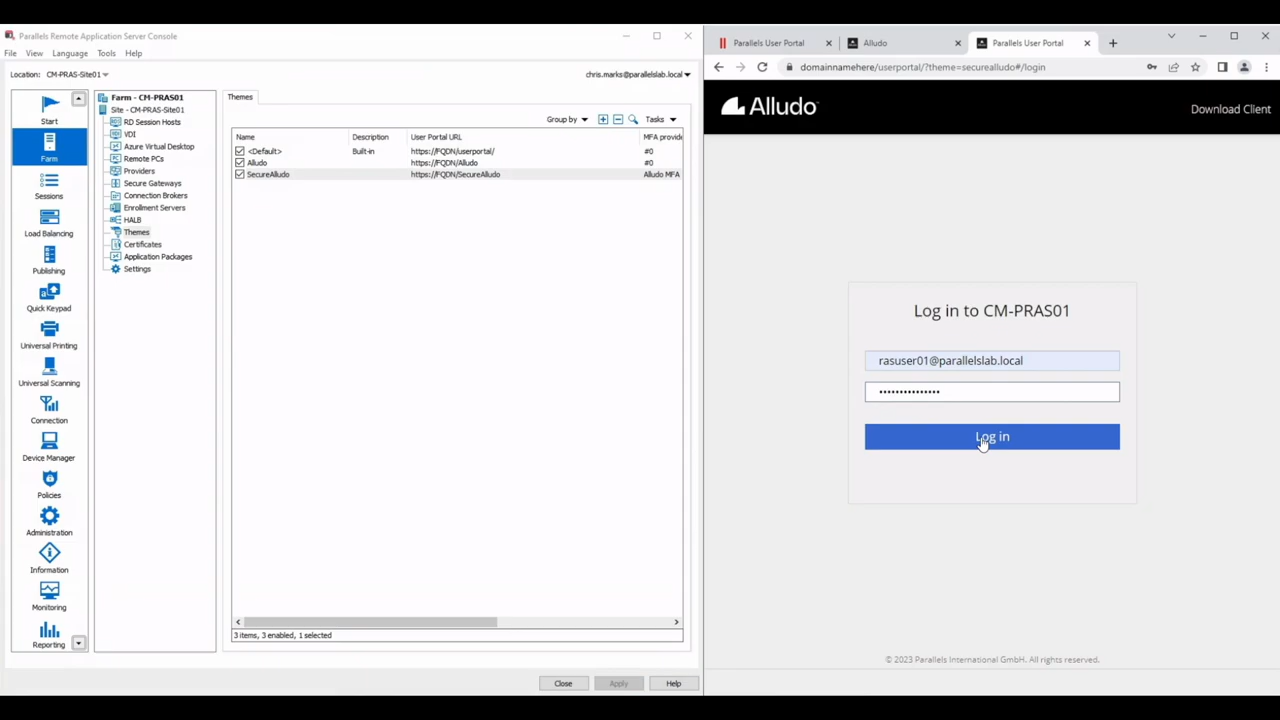 Parallels Remote Application Server Console
File View Language Tools Help
Location: CM-PRAS-Site01
chris.marks@parallelslab.local
Start
Farm
Sessions
Load Balancing
Publishing
Quick Keypad
Universal Printing
Universal Scanning
Connection
Device Manager
Policies
Administration
Information
Monitoring
Reporting
Farm - CM-PRAS01
Site - CM-PRAS-Site01
RD Session Hosts
VDI
Azure Virtual Desktop
Remote PCs
Providers
Secure Gateways
Connection Brokers
Enrollment Servers
HALB
Themes
Certificates
Application Packages
Settings
Themes
Group by Tasks
Name Description User Portal URL MFA provide
<Default> Built-in https://FQDN/userportal/ #0
Alludo https://FQDN/Alludo #0
SecureAlludo https://FQDN/SecureAlludo Alludo MFA
3 items, 3 enabled, 1 selected
Close Apply Help
Parallels User Portal Alludo Parallels User Portal
domainnamehere/userportal/?theme=securealludo#/login
Alludo™ Download Client
Log in to CM-PRAS01
rasuser01@parallelslab.local
•••••••••••••••
Log in
© 2023 Parallels International GmbH. All rights reserved.